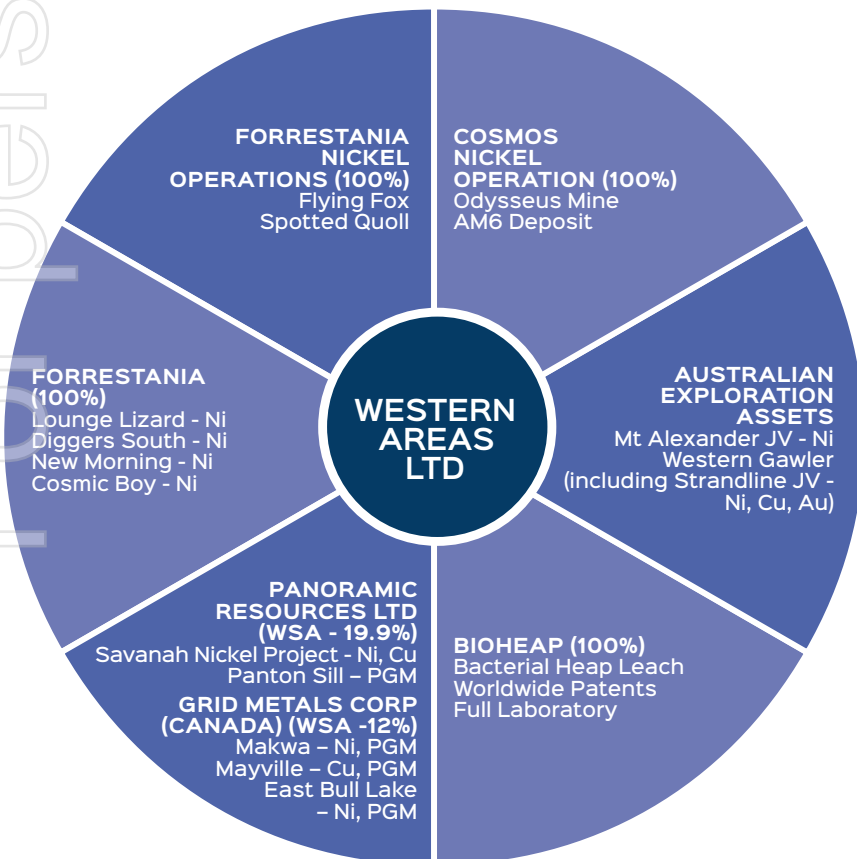 FORRESTANIA
NICKEL
OPERATIONS (100%)
Flying Fox
Spotted Quoll
COSMOS
NICKEL
OPERATION (100%)
Odysseus Mine
AM6 Deposit
AUSTRALIAN
EXPLORATION
ASSETS
Mt Alexander JV - Ni
Western Gawler
(including Strandline JV -
Ni, Cu, Au)
BIOHEAP (100%)
Bacterial Heap Leach
Worldwide Patents
Full Laboratory
PANORAMIC
RESOURCES LTD
(WSA - 19.9%)
Savanah Nickel Project - Ni, Cu
Panton Sill – PGM
GRID METALS CORP
(CANADA) (WSA -12%)
Makwa – Ni, PGM
Mayville – Cu, PGM
East Bull Lake
– Ni, PGM
FORRESTANIA
(100%)
Lounge Lizard - Ni
Diggers South - Ni
New Morning - Ni
Cosmic Boy - Ni
WESTERN
AREAS
LTD